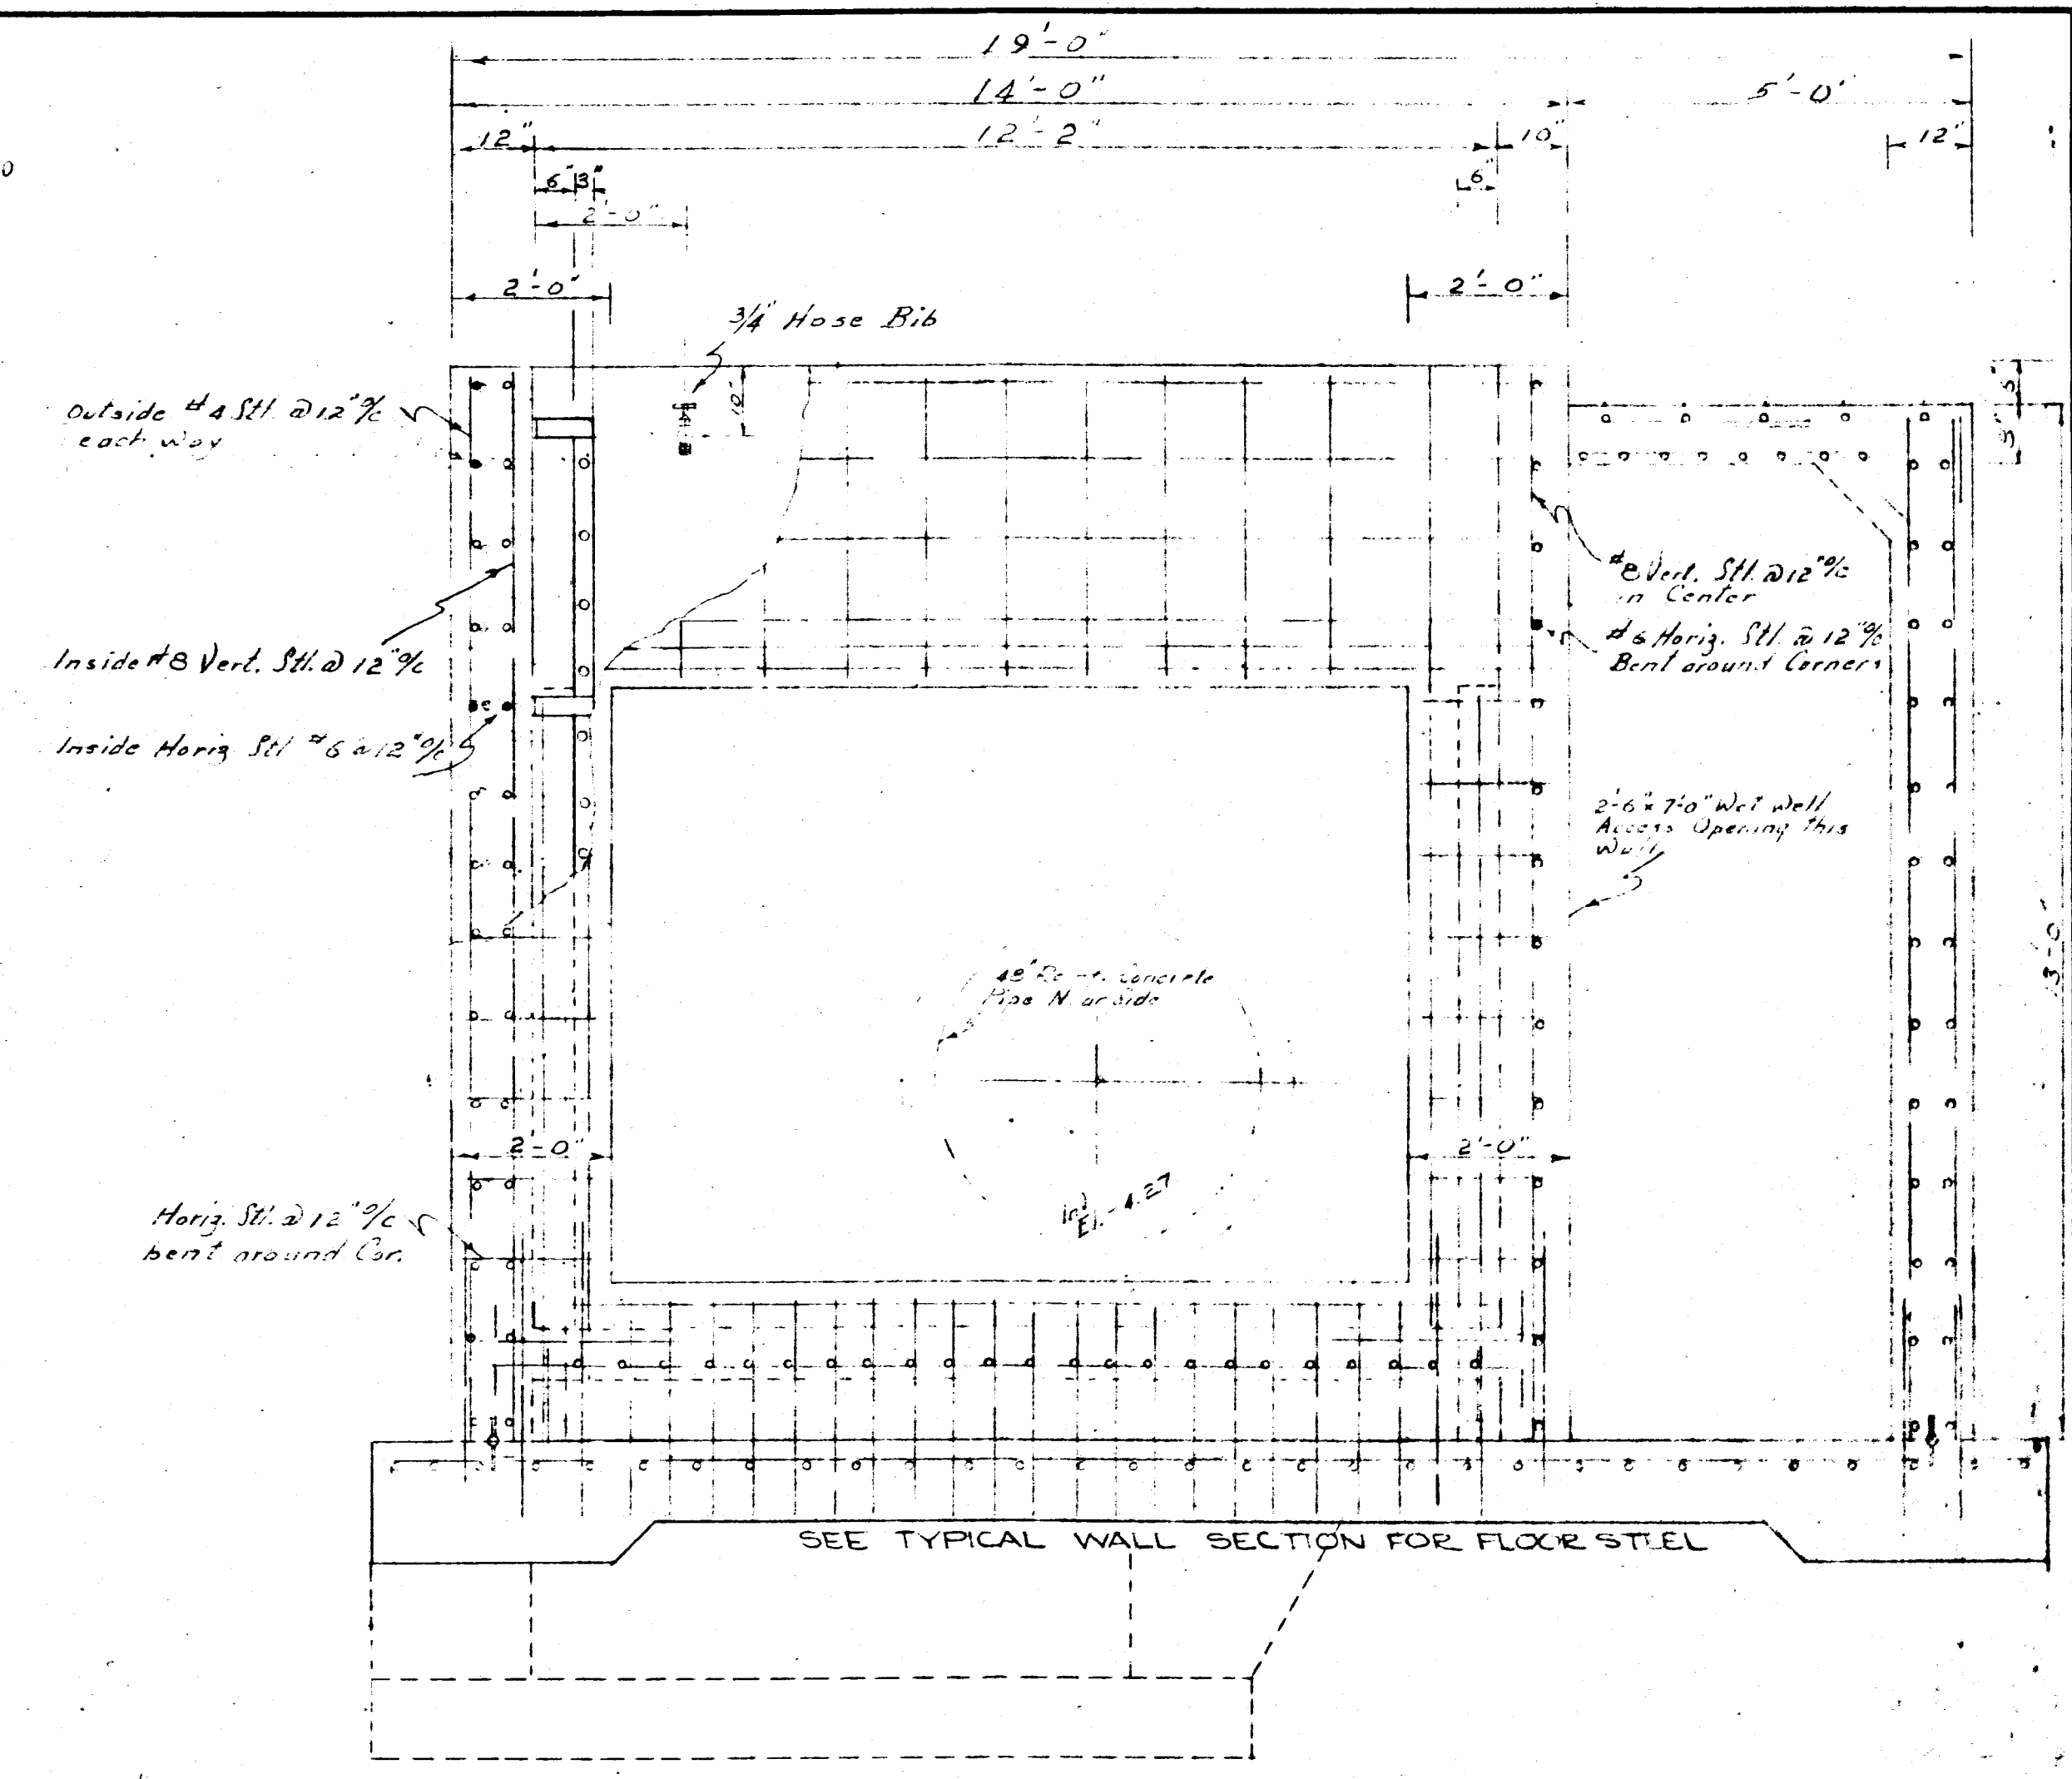 19'-0"
14'-0"
5'-0"
12"
12'-2"
10"
12"
6"
3"
6"
2'-0"
2'-0"
2'-0"
3/4" Hose Bib
Outside #4 Stl. @ 12" o/c
each way
Inside #8 Vert. Stl. @ 12" o/c
Inside Horiz Stl #6 @ 12" o/c
#8 Vert. Stl. @ 12" o/c
in Center
#6 Horiz. Stl. @ 12" o/c
Bent around Corners
2'-6" x 7'-0" Wet Well
Access Opening this
Wall
48" Concrete
Pipe
Inv.
El. -4.27
2'-0"
2'-0"
Horiz. Stl. @ 12" o/c
bent around Cor.
SEE TYPICAL WALL SECTION FOR FLOOR STEEL